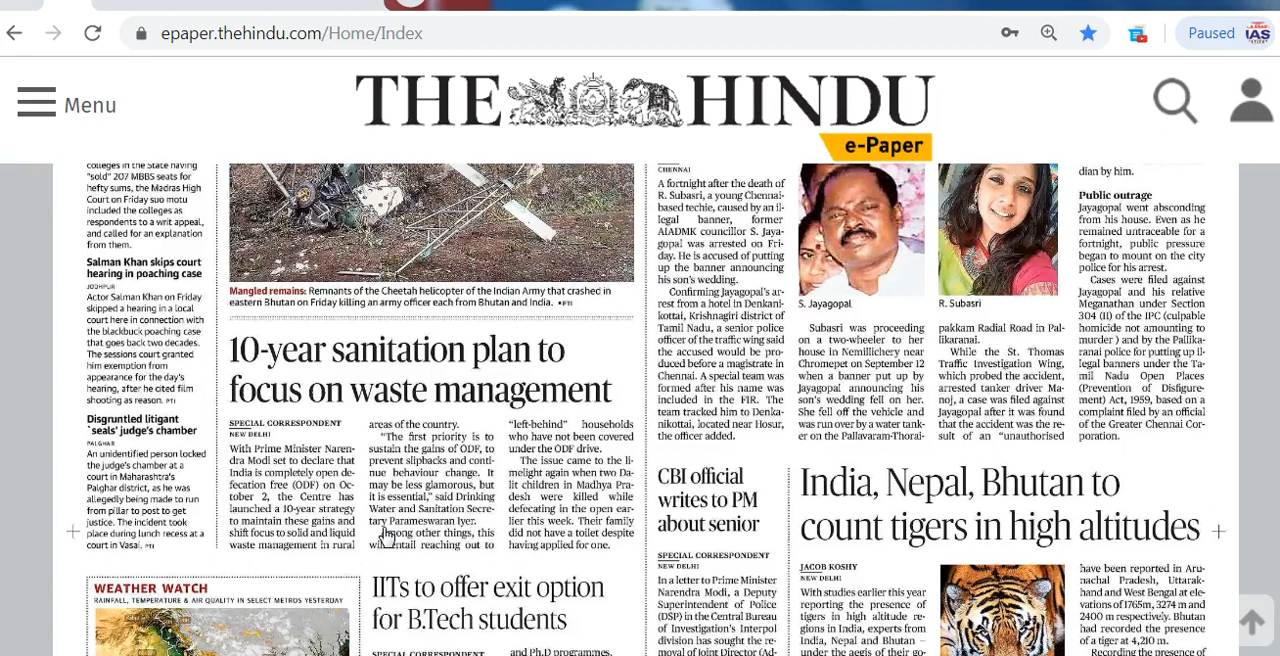 epaper.thehindu.com/Home/Index
Paused
IAS
Menu
THE HINDU
e-Paper
colleges in the State having
"sold" 207 MBBS seats for
hefty sums, the Madras High
Court on Friday suo motu
included the colleges as
respondents to a writ appeal,
and called for an explanation
from them.
Salman Khan skips court
hearing in poaching case
JODHPUR
Actor Salman Khan on Friday
skipped a hearing in a local
court here in connection with
the blackbuck poaching case
that goes back two decades.
The sessions court granted
him exemption from
appearance for the day's
hearing, after he cited film
shooting as reason. PTI
Disgruntled litigant
`seals' judge's chamber
PALGHAR
An unidentified person locked
the judge's chamber at a
court in Maharashtra's
Palghar district, as he was
allegedly being made to run
from pillar to post to get
justice. The incident took
place during lunch recess at a
court in Vasai. PTI
Mangled remains: Remnants of the Cheetah helicopter of the Indian Army that crashed in
eastern Bhutan on Friday killing an army officer each from Bhutan and India. •PTI
10-year sanitation plan to
focus on waste management
SPECIAL CORRESPONDENT
NEW DELHI
With Prime Minister Naren-
dra Modi set to declare that
India is completely open de-
fecation free (ODF) on Oc-
tober 2, the Centre has
launched a 10-year strategy
to maintain these gains and
shift focus to solid and liquid
waste management in rural
areas of the country.
"The first priority is to
sustain the gains of ODF, to
prevent slipbacks and conti-
nue behaviour change. It
may be less glamorous, but
it is essential," said Drinking
Water and Sanitation Secre-
tary Parameswaran Iyer.
Among other things, this
will entail reaching out to
"left-behind" households
who have not been covered
under the ODF drive.
The issue came to the li-
melight again when two Da-
lit children in Madhya Pra-
desh were killed while
defecating in the open ear-
lier this week. Their family
did not have a toilet despite
having applied for one.
WEATHER WATCH
RAINFALL, TEMPERATURE & AIR QUALITY IN SELECT METROS YESTERDAY
IITs to offer exit option
for B.Tech students
SPECIAL CORRESPONDENT
and Ph.D programmes,
CHENNAI
A fortnight after the death of
R. Subasri, a young Chennai-
based techie, caused by an il-
legal banner, former
AIADMK councillor S. Jaya-
gopal was arrested on Fri-
day. He is accused of putting
up the banner announcing
his son's wedding.
Confirming Jayagopal's ar-
rest from a hotel in Denkani-
kottai, Krishnagiri district of
Tamil Nadu, a senior police
officer of the traffic wing said
the accused would be pro-
duced before a magistrate in
Chennai. A special team was
formed after his name was
included in the FIR. The
team tracked him to Denka-
nikottai, located near Hosur,
the officer added.
S. Jayagopal
R. Subasri
Subasri was proceeding
on a two-wheeler to her
house in Nemillichery near
Chromepet on September 12
when a banner put up by
Jayagopal announcing his
son's wedding fell on her.
She fell off the vehicle and
was run over by a water tank-
er on the Pallavaram-Thorai-
pakkam Radial Road in Pal-
likaranai.
While the St. Thomas
Traffic Investigation Wing,
which probed the accident,
arrested tanker driver Ma-
noj, a case was filed against
Jayagopal after it was found
that the accident was the re-
sult of an "unauthorised
dian by him.
Public outrage
Jayagopal went absconding
from his house. Even as he
remained untraceable for a
fortnight, public pressure
began to mount on the city
police for his arrest.
Cases were filed against
Jayagopal and his relative
Meganathan under Section
304 (II) of the IPC (culpable
homicide not amounting to
murder ) and by the Pallika-
ranai police for putting up il-
legal banners under the Ta-
mil Nadu Open Places
(Prevention of Disfigure-
ment) Act, 1959, based on a
complaint filed by an official
of the Greater Chennai Cor-
poration.
CBI official
writes to PM
about senior
SPECIAL CORRESPONDENT
NEW DELHI
In a letter to Prime Minister
Narendra Modi, a Deputy
Superintendent of Police
(DSP) in the Central Bureau
of Investigation's Interpol
division has sought the re-
moval of Joint Director (Ad-
India, Nepal, Bhutan to
count tigers in high altitudes
JACOB KOSHY
NEW DELHI
With studies earlier this year
reporting the presence of
tigers in high altitude re-
gions in India, experts from
India, Nepal and Bhutan —
under the aegis of their go-
have been reported in Aru-
nachal Pradesh, Uttarak-
hand and West Bengal at ele-
vations of 1765m, 3274 m and
2400 m respectively. Bhutan
had recorded the presence
of a tiger at 4,210 m.
Recording the presence of